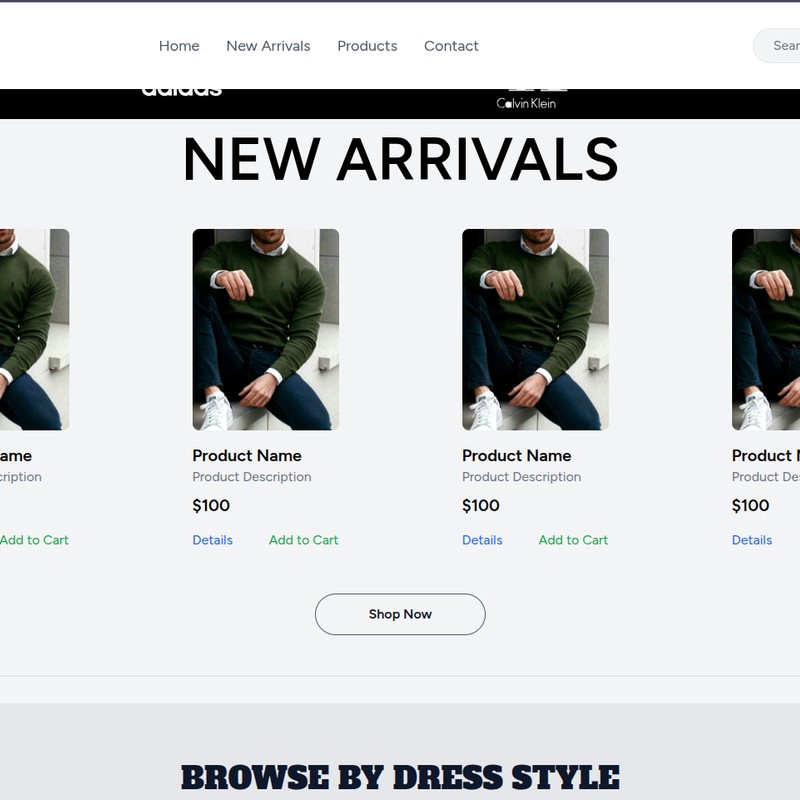 Home New Arrivals Products Contact Sear
adidas Calvin Klein
NEW ARRIVALS
ame Product Name Product Name Product N
cription Product Description Product Description Product Des
$100 $100 $100
Add to Cart Details Add to Cart Details Add to Cart Details
Shop Now
BROWSE BY DRESS STYLE